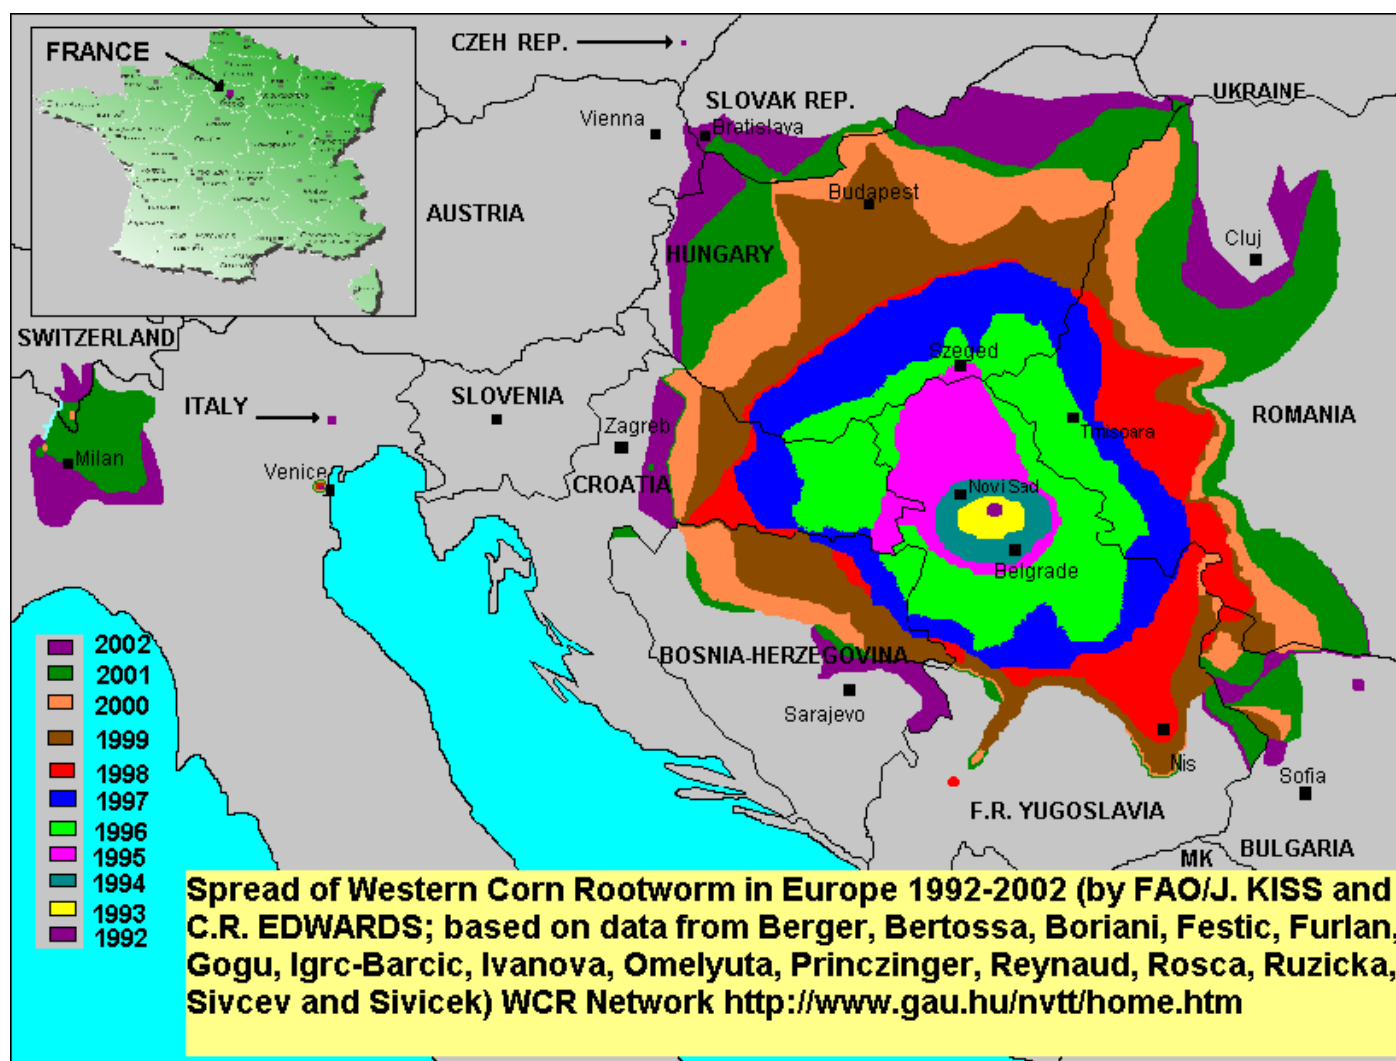 FRANCE
CZEH REP.
UKRAINE
SLOVAK REP.
Vienna
Bratislava
Budapest
AUSTRIA
Cluj
HUNGARY
SWITZERLAND
Szeged
SLOVENIA
ITALY
ROMANIA
Zagreb
Timisoara
Milan
Venice
CROATIA
Novi Sad
Belgrade
BOSNIA-HERZEGOVINA
Sarajevo
Nis
Sofia
F.R. YUGOSLAVIA
MK
BULGARIA
2002
2001
2000
1999
1998
1997
1996
1995
1994
1993
1992
Spread of Western Corn Rootworm in Europe 1992-2002 (by FAO/J. KISS and
C.R. EDWARDS; based on data from Berger, Bertossa, Boriani, Festic, Furlan,
Gogu, Igrc-Barcic, Ivanova, Omelyuta, Princzinger, Reynaud, Rosca, Ruzicka,
Sivcev and Sivicek) WCR Network http://www.gau.hu/nvtt/home.htm